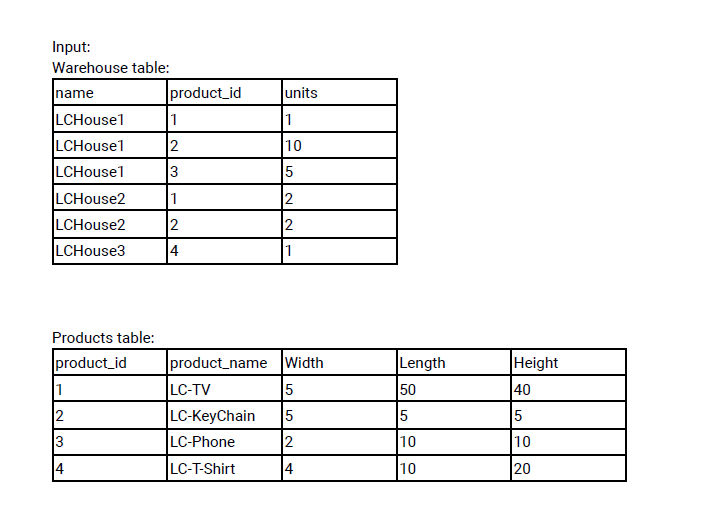 Input:
Warehouse table:
name product_id units
LCHouse1 1 1
LCHouse1 2 10
LCHouse1 3 5
LCHouse2 1 2
LCHouse2 2 2
LCHouse3 4 1
Products table:
product_id product_name Width Length Height
1 LC-TV 5 50 40
2 LC-KeyChain 5 5 5
3 LC-Phone 2 10 10
4 LC-T-Shirt 4 10 20